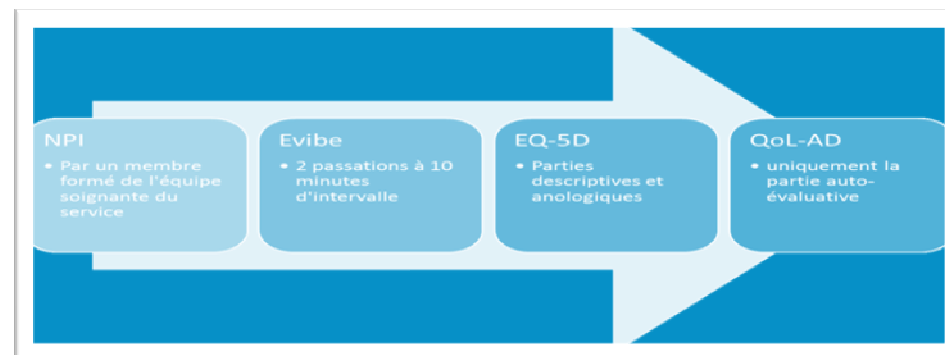 NPI
• Par un membre
formé de l'équipe
soignante du
service
Evibe
• 2 passations à 10
minutes
d'intervalle
EQ-5D
• Parties
descriptives et
anologiques
QoL-AD
• uniquement la
partie auto-
évaluative